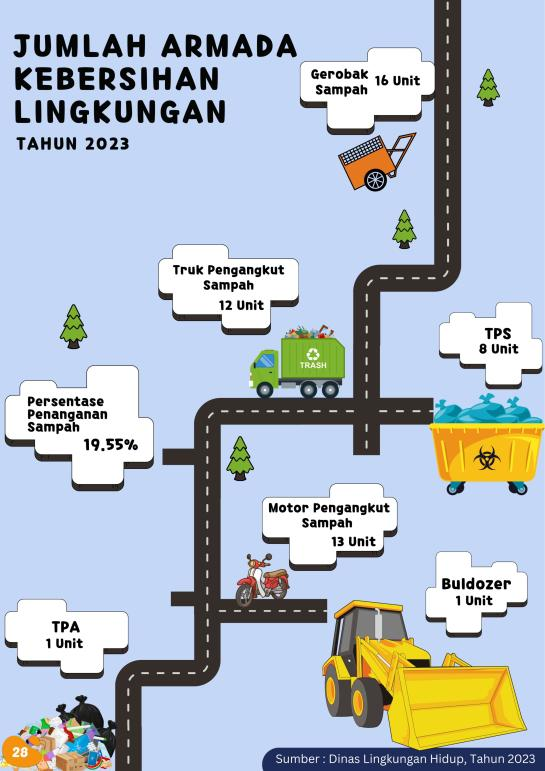 JUMLAH ARMADA
KEBERSIHAN
LINGKUNGAN
TAHUN 2023
Gerobak
Sampah
16 Unit
Truk Pengangkut
Sampah
12 Unit
TRASH
TPS
8 Unit
Persentase
Penanganan
Sampah
19,55%
Motor Pengangkut
Sampah
13 Unit
Buldozer
1 Unit
TPA
1 Unit
28
Sumber : Dinas Lingkungan Hidup, Tahun 2023